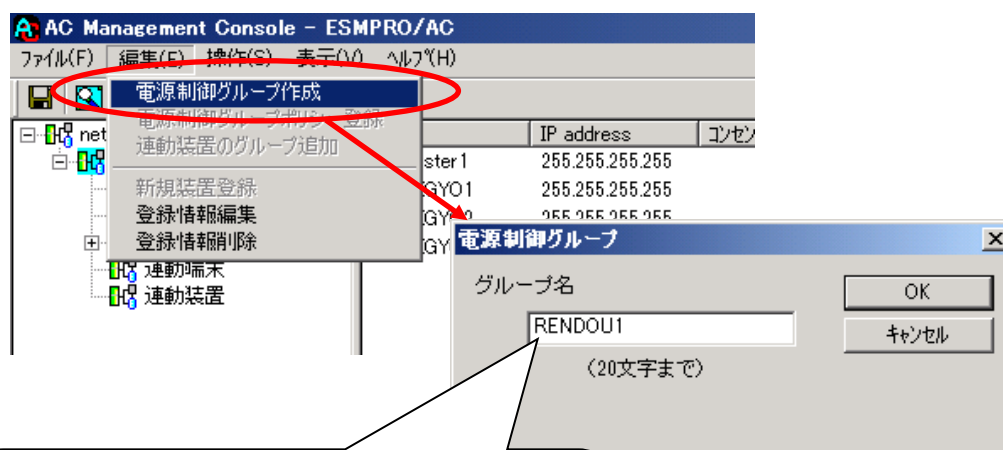 AC Management Console - ESMPRO/AC
ファイル(F) 編集(E) 操作(S) 表示(V) ヘルプ(H)
電源制御グループ作成
電源制御グループポリシー登録
連動装置のグループ追加
新規装置登録
登録情報編集
登録情報削除
net
連動端末
連動装置
IP address コンセン
ster1 255.255.255.255
GYO1 255.255.255.255
255.255.255.255
電源制御グループ
グループ名
RENDOU1
(20文字まで)
OK
キャンセル